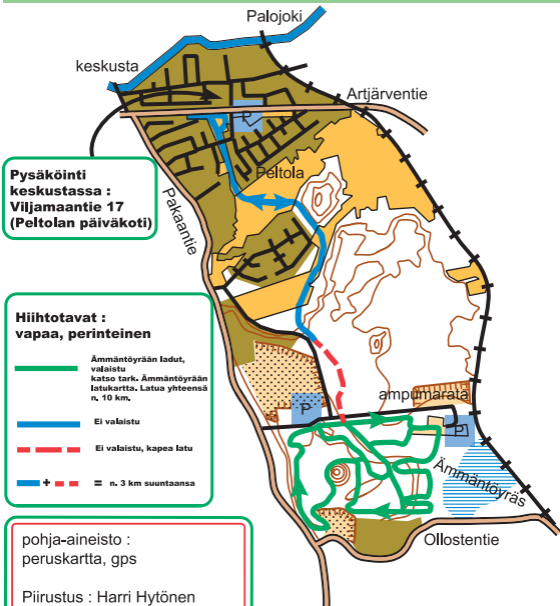 Palojoki
keskusta
Artjärventie
P
Pysäköinti
keskustassa :
Viljamaantie 17
(Peltolan päiväkoti)
Peltola
Pakaantie
Hiihtotavat :
vapaa, perinteinen
Ämmäntöyrään ladut,
valaistu
katso tark. Ämmäntöyrään
latukartta. Latua yhteensä
n. 10 km.
Ei valaistu
Ei valaistu, kapea latu
+ = n. 3 km suuntaansa
ampumarata
P
P
Ämmäntöyräs
Ollostentie
pohja-aineisto :
peruskartta, gps
Piirustus : Harri Hytönen